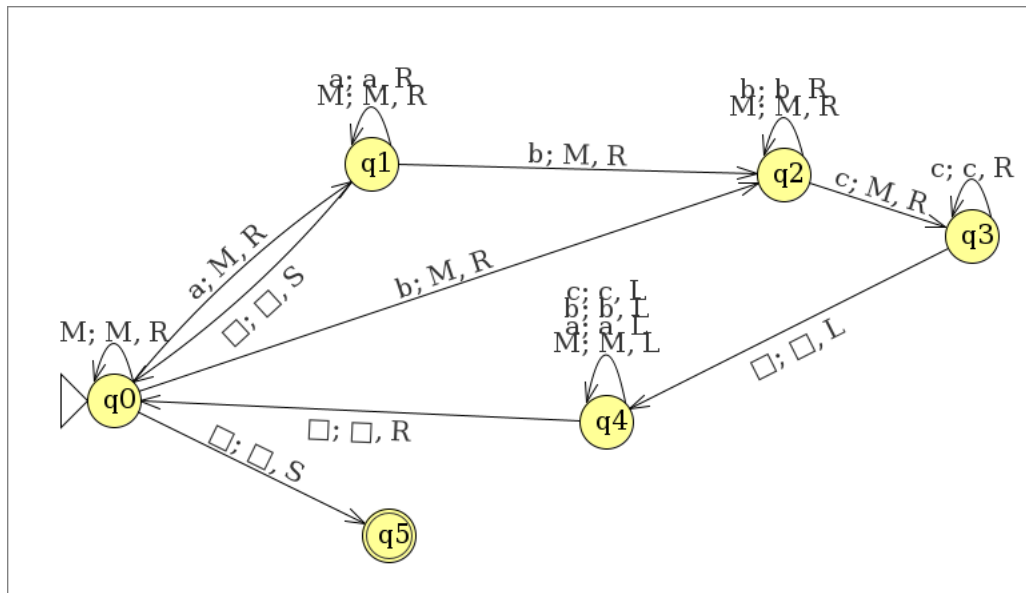 a; a, R
M; M, R
q1
b; b, R
M; M, R
q2
b; M, R
c; M, R
c; c, R
q3
a; M, R
□; □, S
b; M, R
c; c, L
b; b, L
a; a, L
M; M, L
q4
□; □, L
M; M, R
q0
□; □, R
□; □, S
q5